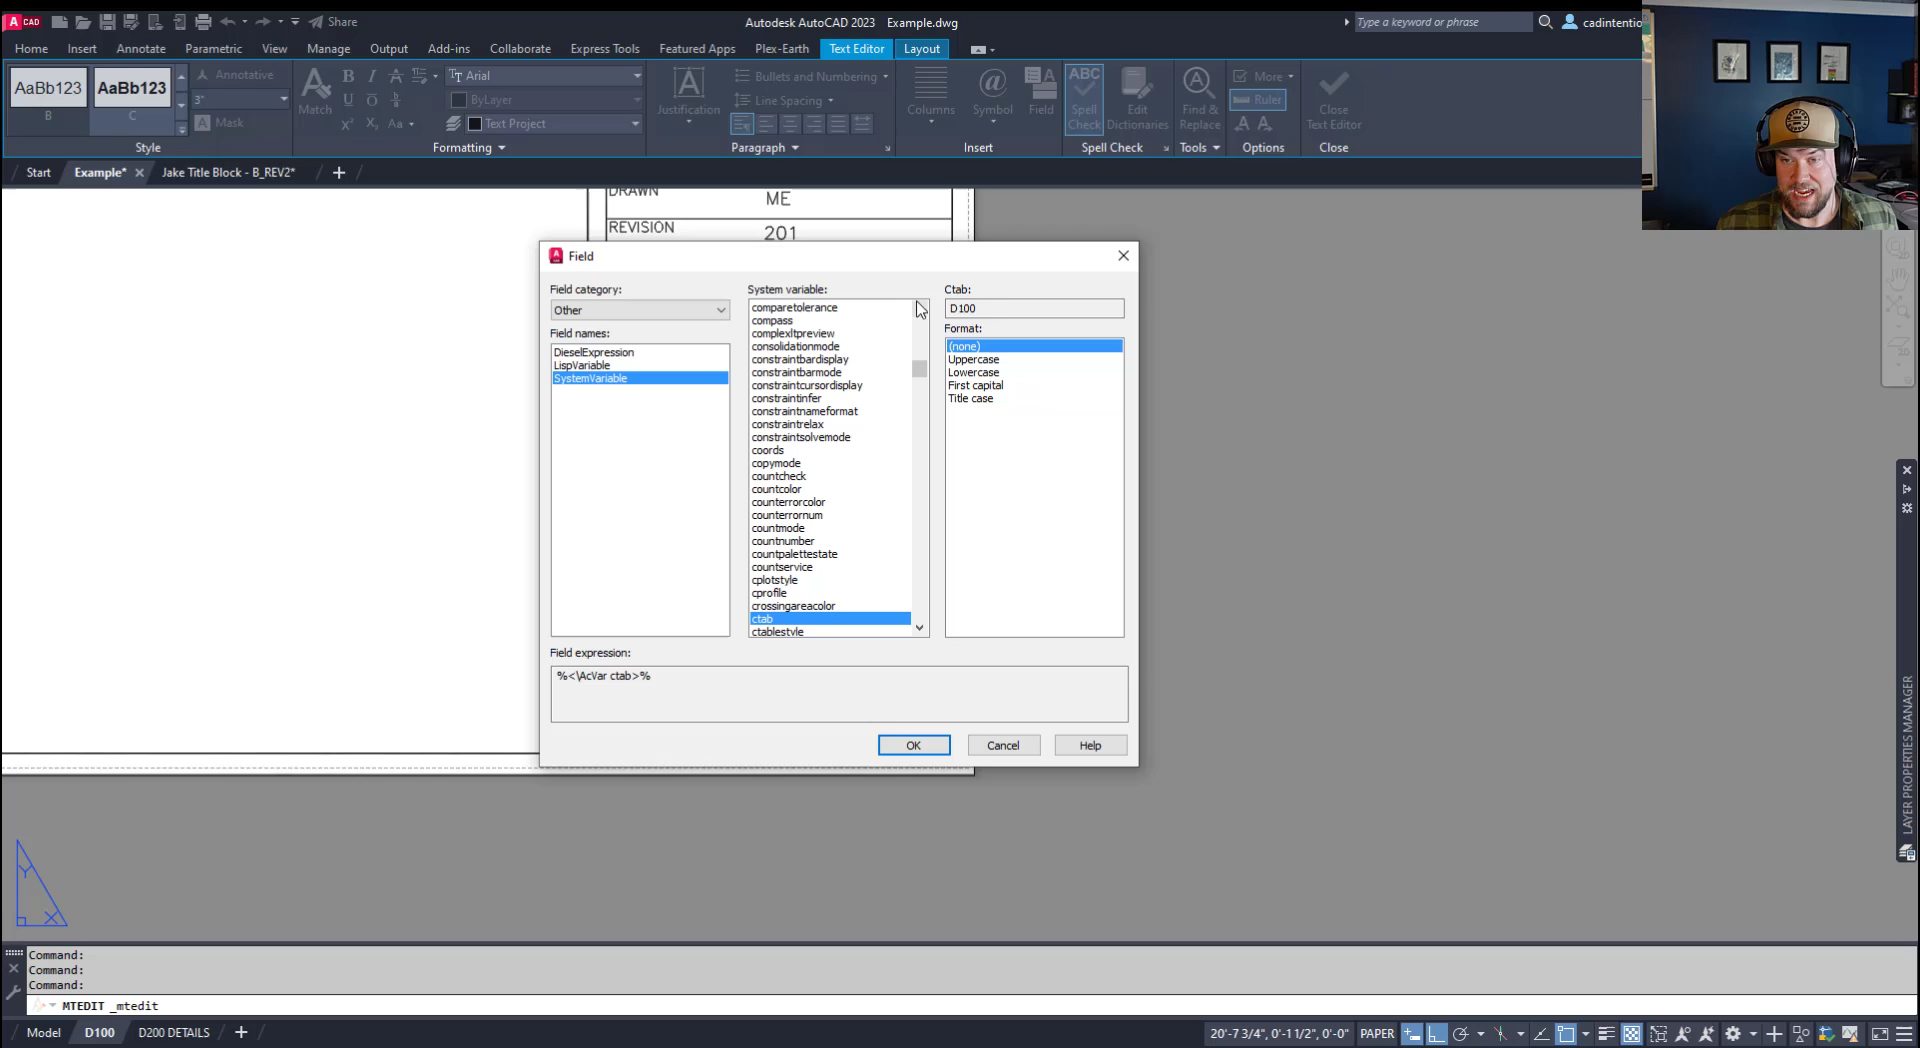 A CAD
Share
Autodesk AutoCAD 2023 Example.dwg
Type a keyword or phrase
cadintentio
Home Insert Annotate Parametric View Manage Output Add-ins Collaborate Express Tools Featured Apps Plex-Earth Text Editor Layout
AaBb123
B
AaBb123
C
Annotative
3"
Mask
Style
Match
Arial
ByLayer
Text Project
Formatting
Justification
Bullets and Numbering
Line Spacing
Paragraph
Columns
Symbol
Field
Insert
ABC
Spell
Check
Edit
Dictionaries
Spell Check
Find &
Replace
Tools
More
Ruler
Options
Close
Text Editor
Close
Start Example* Jake Title Block - B_REV2*
DRAWN ME
REVISION 201
Field
Field category:
Other
Field names:
DieselExpression
LispVariable
SystemVariable
System variable:
comparetolerance
compass
complexltpreview
consolidationmode
constraintbardisplay
constraintbarmode
constraintcursordisplay
constraintinfer
constraintnameformat
constraintrelax
constraintsolvemode
coords
copymode
countcheck
countcolor
counterrorcolor
counterrornum
countmode
countnumber
countpalettestate
countservice
cplotstyle
cprofile
crossingareacolor
ctab
ctablestyle
Ctab:
D100
Format:
(none)
Uppercase
Lowercase
First capital
Title case
Field expression:
%<\AcVar ctab>%
OK Cancel Help
LAYER PROPERTIES MANAGER
Y
X
Command:
Command:
Command:
MTEDIT _mtedit
Model D100 D200 DETAILS
20'-7 3/4", 0'-11/2", 0'-0" PAPER